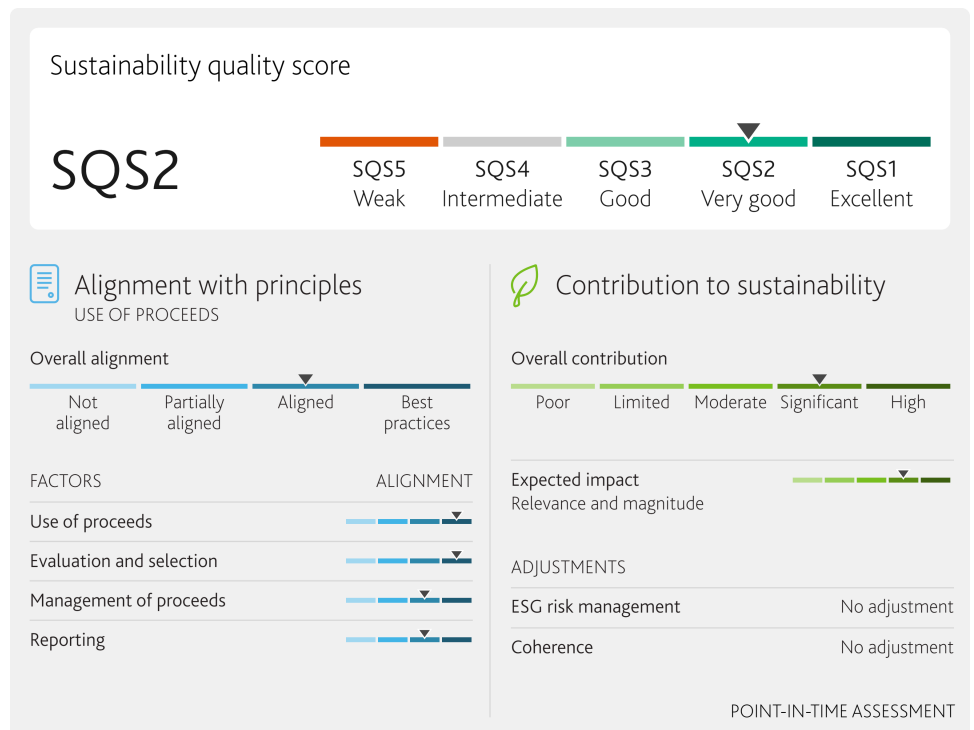 Sustainability quality score
SQS2
SQS5 SQS4 SQS3 SQS2 SQS1
Weak Intermediate Good Very good Excellent
Alignment with principles
USE OF PROCEEDS
Overall alignment
Not aligned
Partially aligned
Aligned
Best practices
FACTORS ALIGNMENT
Use of proceeds
Evaluation and selection
Management of proceeds
Reporting
Contribution to sustainability
Overall contribution
Poor Limited Moderate Significant High
Expected impact
Relevance and magnitude
ADJUSTMENTS
ESG risk management No adjustment
Coherence No adjustment
POINT-IN-TIME ASSESSMENT